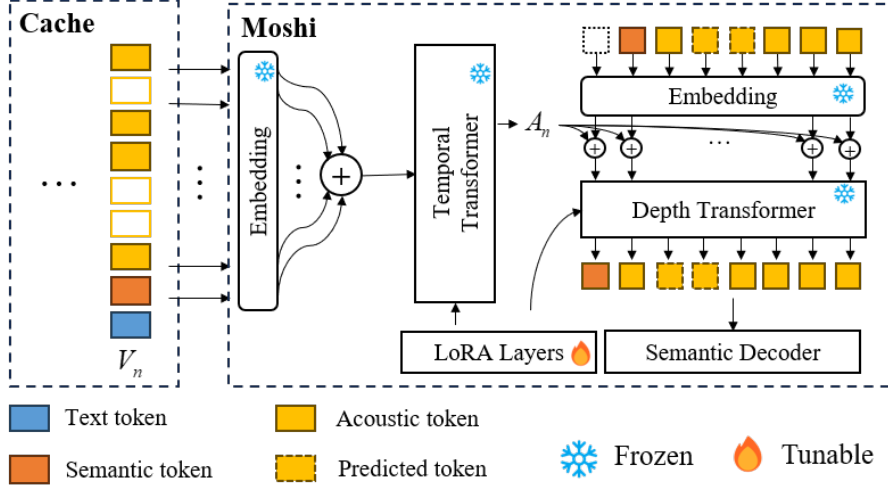 Cache
Moshi
Embedding
Temporal
Transformer
A_n
Embedding
Depth Transformer
...
...
...
...
+
+
+
+
+
V_n
LoRA Layers
Semantic Decoder
Text token
Acoustic token
Semantic token
Predicted token
Frozen
Tunable